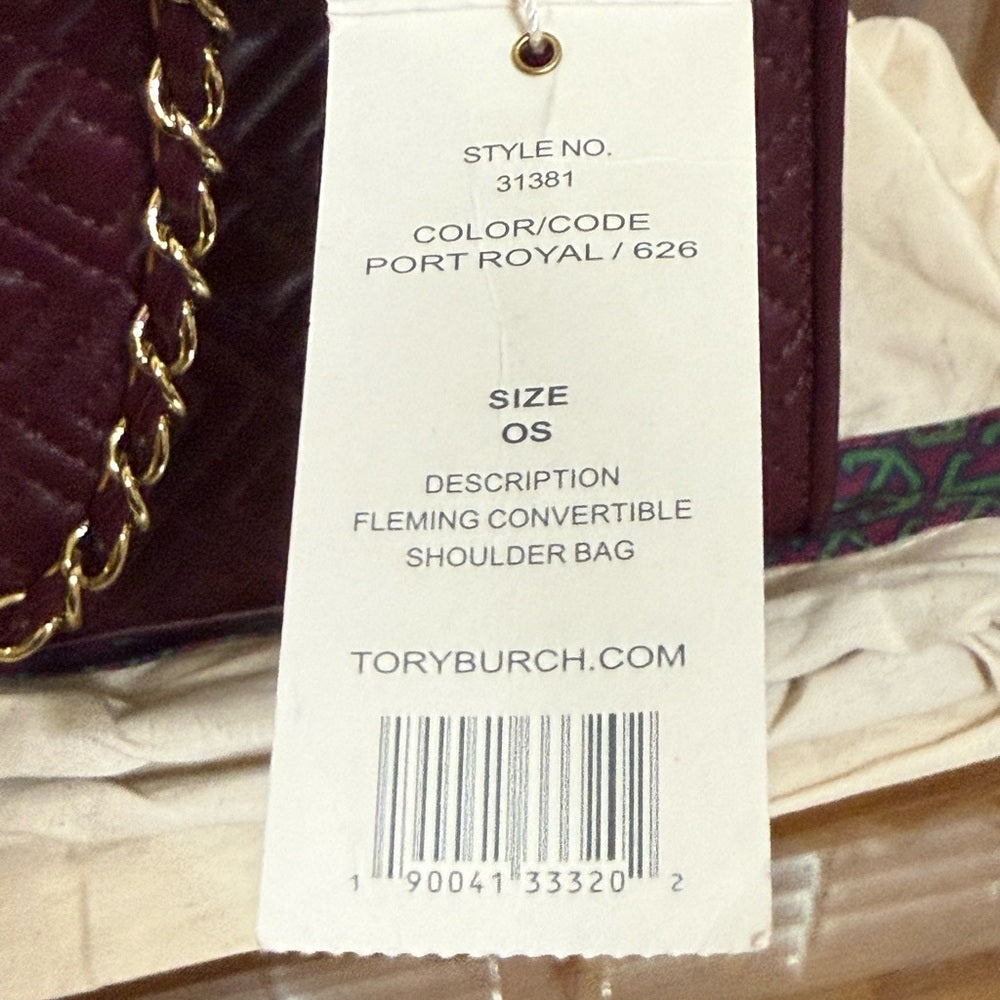 STYLE NO.
31381
COLOR/CODE
PORT ROYAL / 626
SIZE
OS
DESCRIPTION
FLEMING CONVERTIBLE
SHOULDER BAG
TORYBURCH.COM
1 90041 33320 2